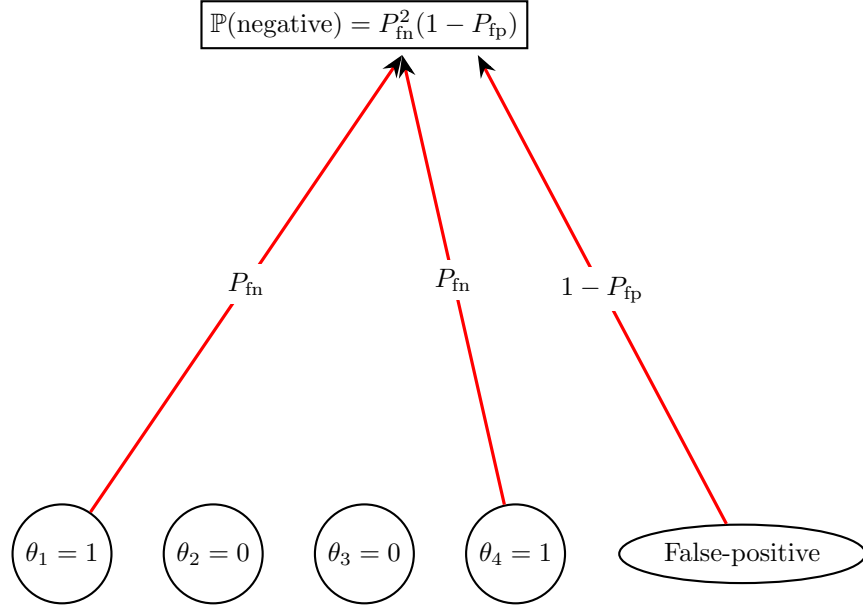 ℙ(negative) = P_fn^2(1 − P_fp)
P_fn
P_fn
1 − P_fp
θ_1 = 1
θ_2 = 0
θ_3 = 0
θ_4 = 1
False-positive